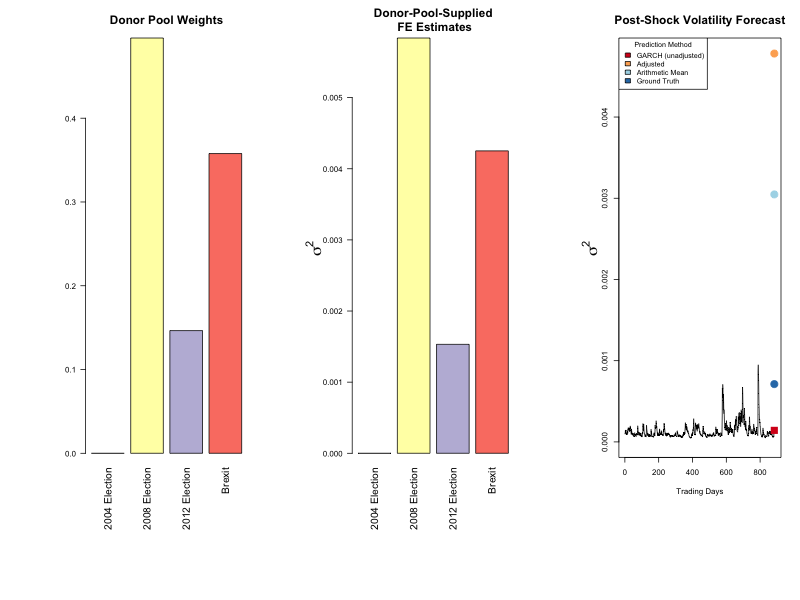 Donor Pool Weights
0.4
0.3
0.2
0.1
0.0
2004 Election
2008 Election
2012 Election
Brexit
Donor-Pool-Supplied
FE Estimates
σ²
0.005
0.004
0.003
0.002
0.001
0.000
2004 Election
2008 Election
2012 Election
Brexit
Post-Shock Volatility Forecast
Prediction Method
GARCH (unadjusted)
Adjusted
Arithmetic Mean
Ground Truth
σ²
0.004
0.003
0.002
0.001
0.000
0
200
400
600
800
Trading Days